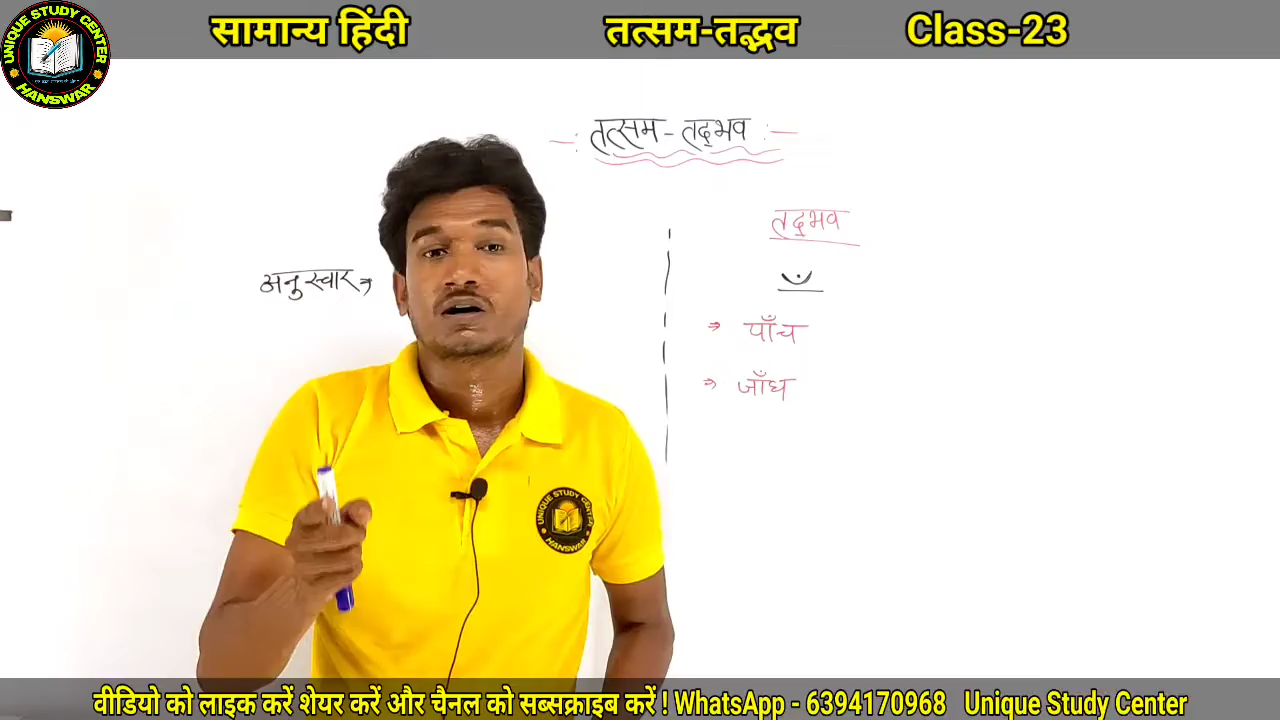 सामान्य हिंदी तत्सम-तद्भव Class-23
UNIQUE STUDY CENTER
HANSWAR
-: तत्सम - तद्भव :-
तद्भव
अनुस्वार ⇒
ँ
⇒ पाँच
⇒ जाँघ
UNIQUE STUDY CENTER
HANSWAR
वीडियो को लाइक करें शेयर करें और चैनल को सब्सक्राइब करें ! WhatsApp - 6394170968 Unique Study Center